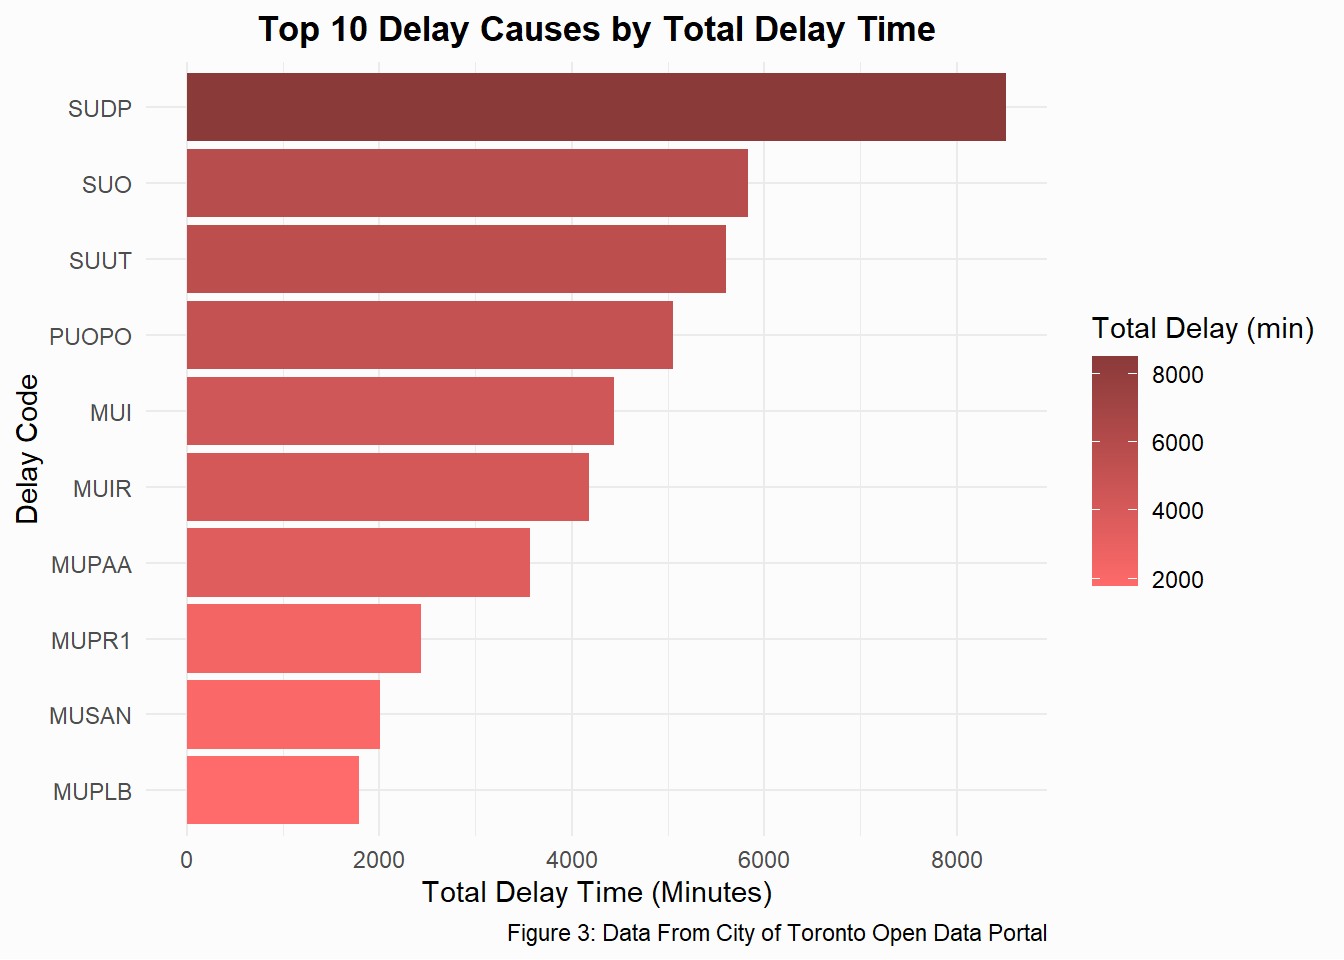 Top 10 Delay Causes by Total Delay Time
SUDP
SUO
SUUT
PUOPO
MUI
MUIR
MUPAA
MUPR1
MUSAN
MUPLB
Delay Code
0 2000 4000 6000 8000
Total Delay Time (Minutes)
Total Delay (min)
8000
6000
4000
2000
Figure 3: Data From City of Toronto Open Data Portal